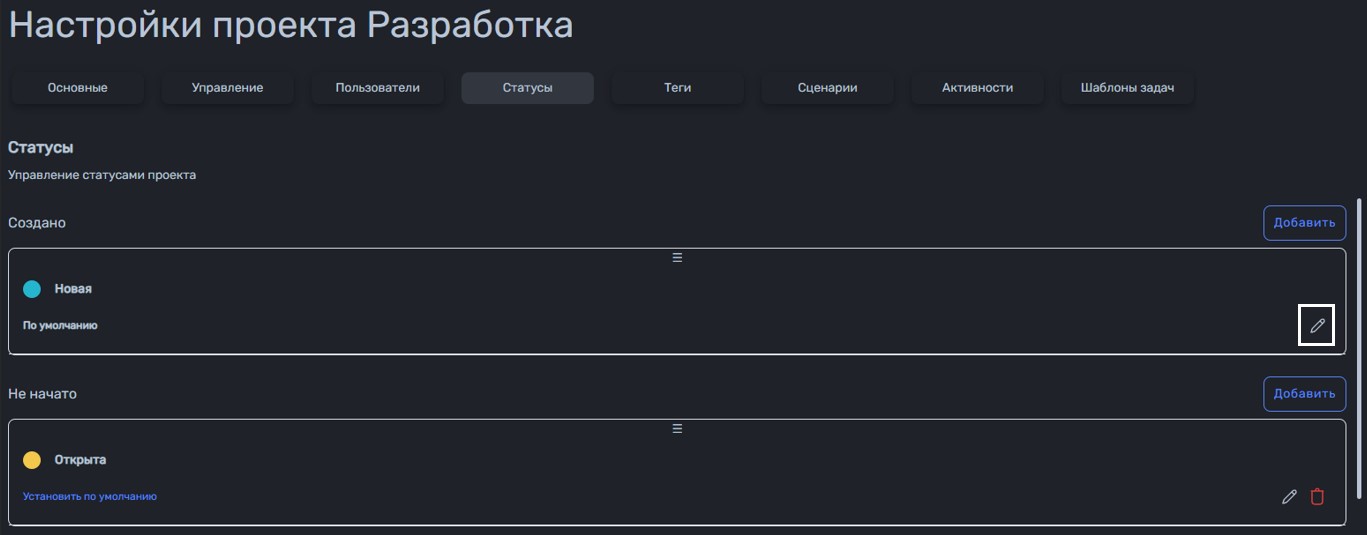 Настройки проекта Разработка
Основные Управление Пользователи Статусы Теги Сценарии Активности Шаблоны задач
Статусы
Управление статусами проекта
Создано Добавить
Новая
По умолчанию
Не начато Добавить
Открыта
Установить по умолчанию